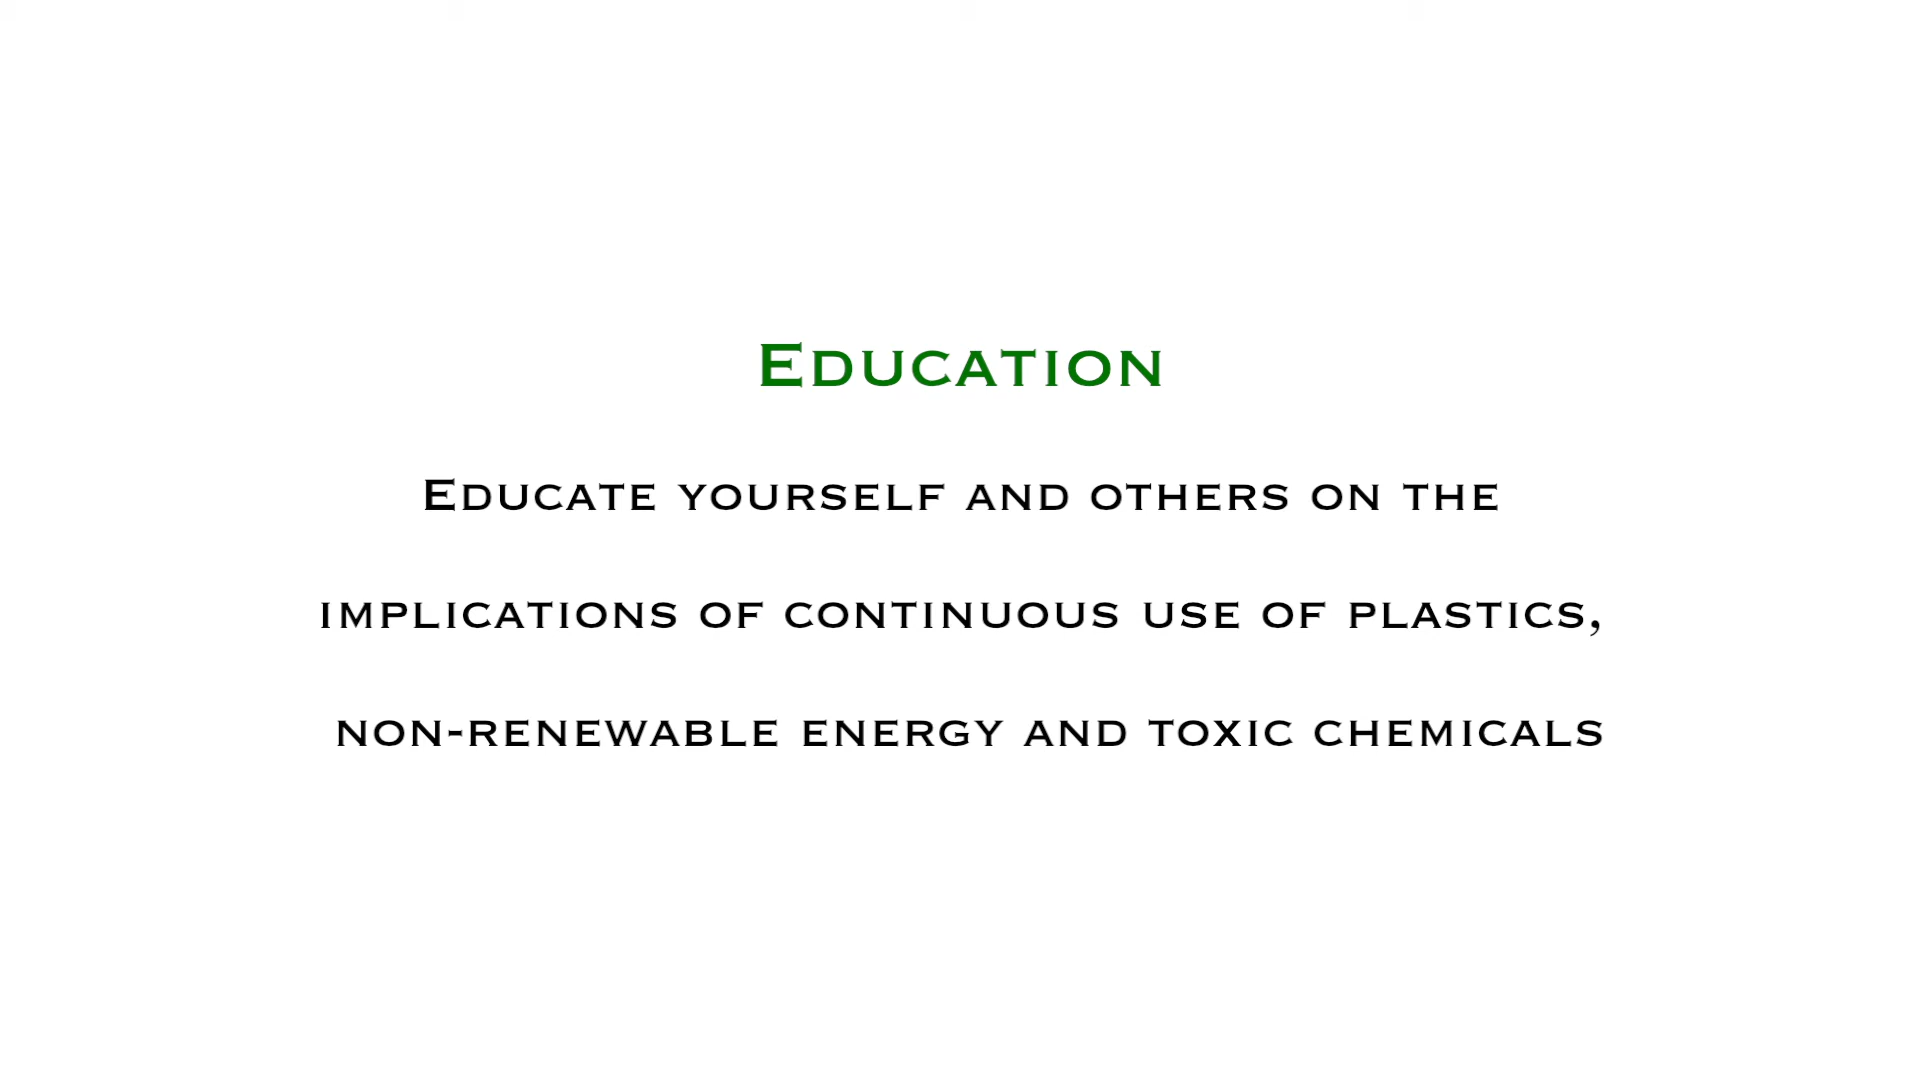 Education
Educate yourself and others on the
implications of continuous use of plastics,
non-renewable energy and toxic chemicals